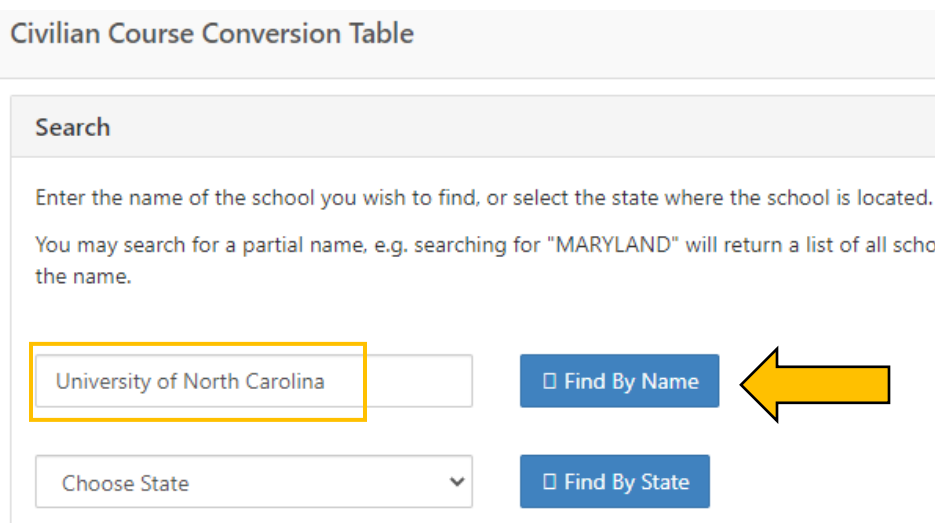 Civilian Course Conversion Table
Search
Enter the name of the school you wish to find, or select the state where the school is located.
You may search for a partial name, e.g. searching for "MARYLAND" will return a list of all scho
the name.
University of North Carolina
Find By Name
Choose State
Find By State